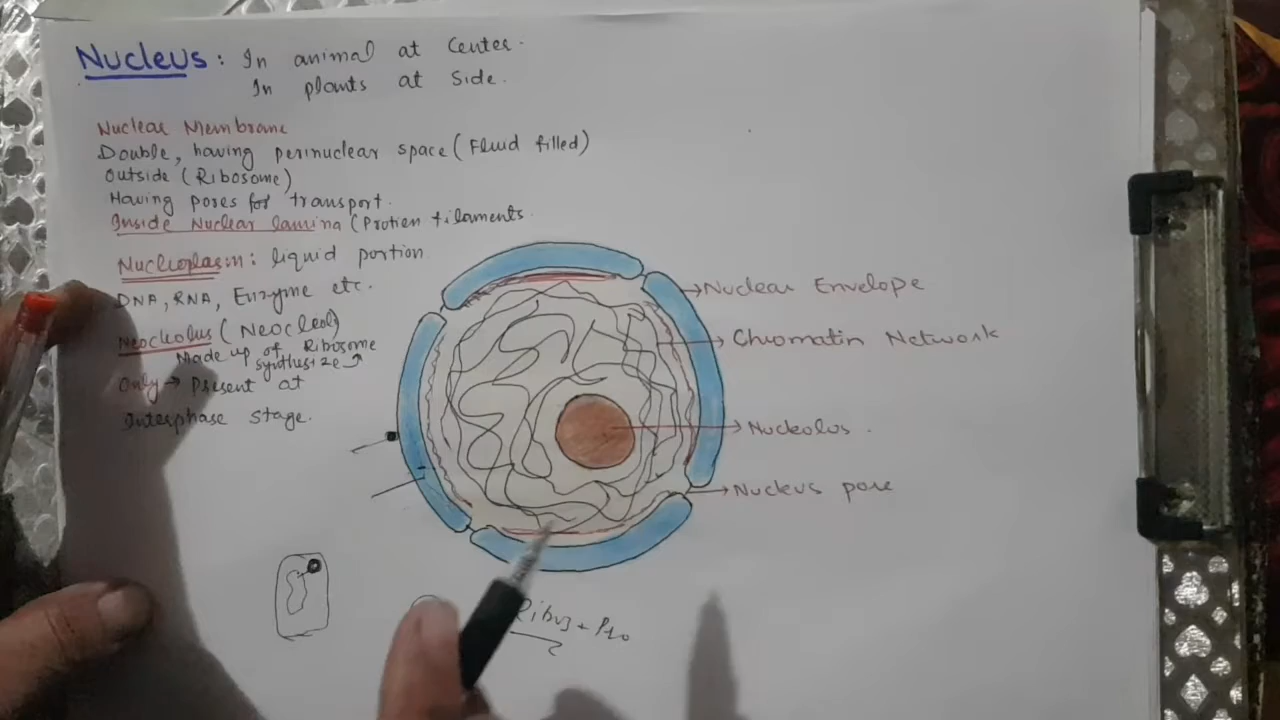 Nucleus : In animal at Center.
In plants at Side.
Nuclear Membrane
Double, having perinuclear space (Fluid filled)
Outside (Ribosome)
Having pores for transport.
Inside Nuclear lamina (Protien filaments.
Nucleoplasm: liquid portion
DNA, RNA, Enzyme etc.
Neocleolus (Neocleol)
Made up of Ribosome
synthesize
Only → Present at
Interphase stage.
Nuclear Envelope
Chromatin Network
Nucleolus.
Nucleus pore
+ Pro